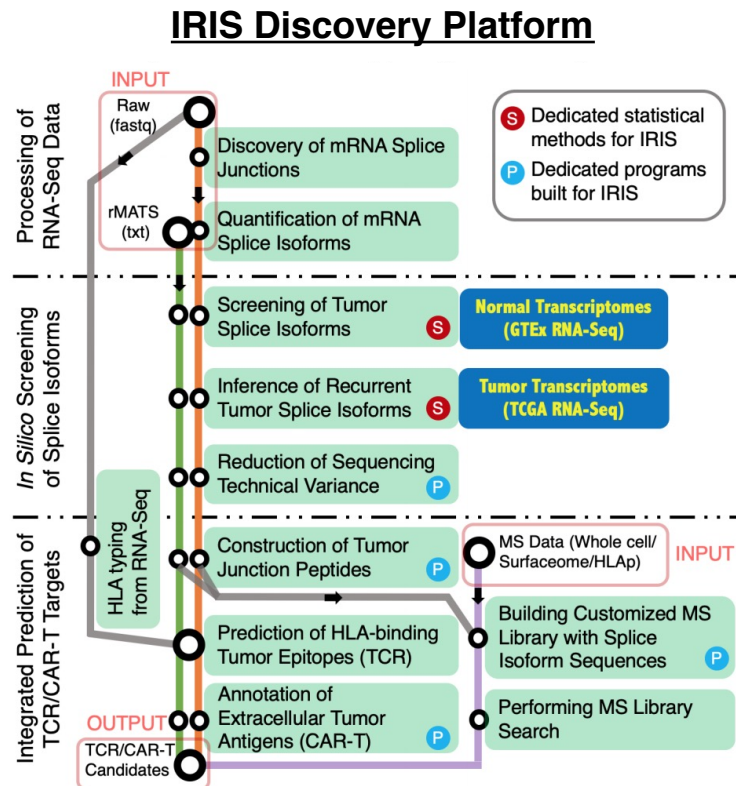 IRIS Discovery Platform
INPUT
Raw
(fastq)
S Dedicated statistical
methods for IRIS
P Dedicated programs
built for IRIS
Processing of
RNA-Seq Data
Discovery of mRNA Splice
Junctions
rMATS
(txt)
Quantification of mRNA
Splice Isoforms
In Silico Screening
of Splice Isoforms
Screening of Tumor
Splice Isoforms
S
Normal Transcriptomes
(GTEx RNA-Seq)
Inference of Recurrent
Tumor Splice Isoforms
S
Tumor Transcriptomes
(TCGA RNA-Seq)
Reduction of Sequencing
Technical Variance
P
Integrated Prediction of
TCR/CAR-T Targets
HLA typing
from RNA-Seq
Construction of Tumor
Junction Peptides
P
MS Data (Whole cell/
Surfaceome/HLAp)
INPUT
Building Customized MS
Library with Splice
Isoform Sequences
P
Prediction of HLA-binding
Tumor Epitopes (TCR)
Annotation of
Extracellular Tumor
Antigens (CAR-T)
P
Performing MS Library
Search
OUTPUT
TCR/CAR-T
Candidates